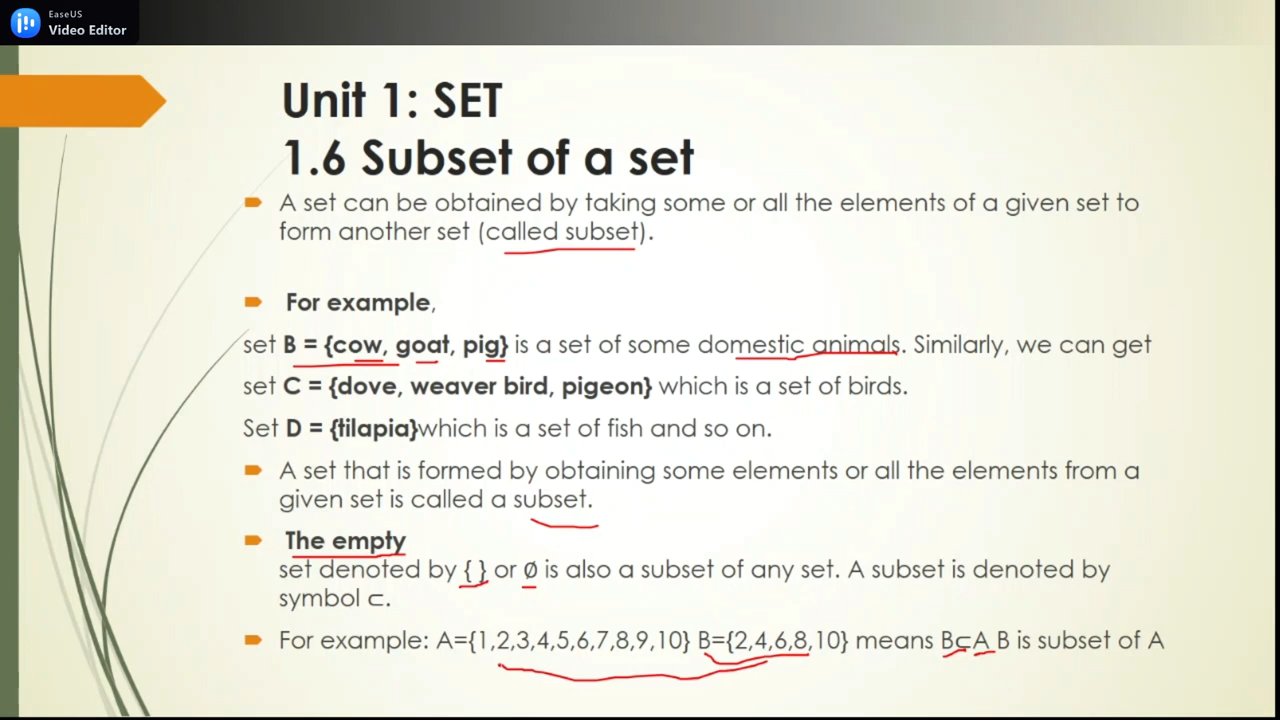 EaseUS
Video Editor
Unit 1: SET
1.6 Subset of a set
A set can be obtained by taking some or all the elements of a given set to
form another set (called subset).
For example,
set B = {cow, goat, pig} is a set of some domestic animals. Similarly, we can get
set C = {dove, weaver bird, pigeon} which is a set of birds.
Set D = {tilapia}which is a set of fish and so on.
A set that is formed by obtaining some elements or all the elements from a
given set is called a subset.
The empty
set denoted by { } or ∅ is also a subset of any set. A subset is denoted by
symbol ⊂.
For example: A={1,2,3,4,5,6,7,8,9,10} B={2,4,6,8,10} means B⊂A B is subset of A